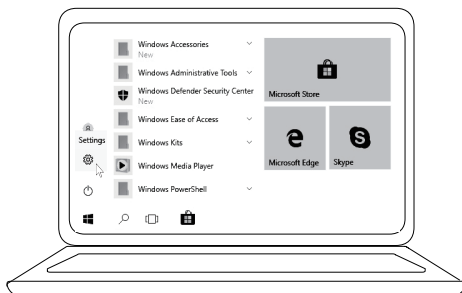 Windows Accessories
New
Windows Administrative Tools
Windows Defender Security Center
New
Windows Ease of Access
Windows Kits
Windows Media Player
Windows PowerShell
Settings
Microsoft Store
Microsoft Edge
Skype